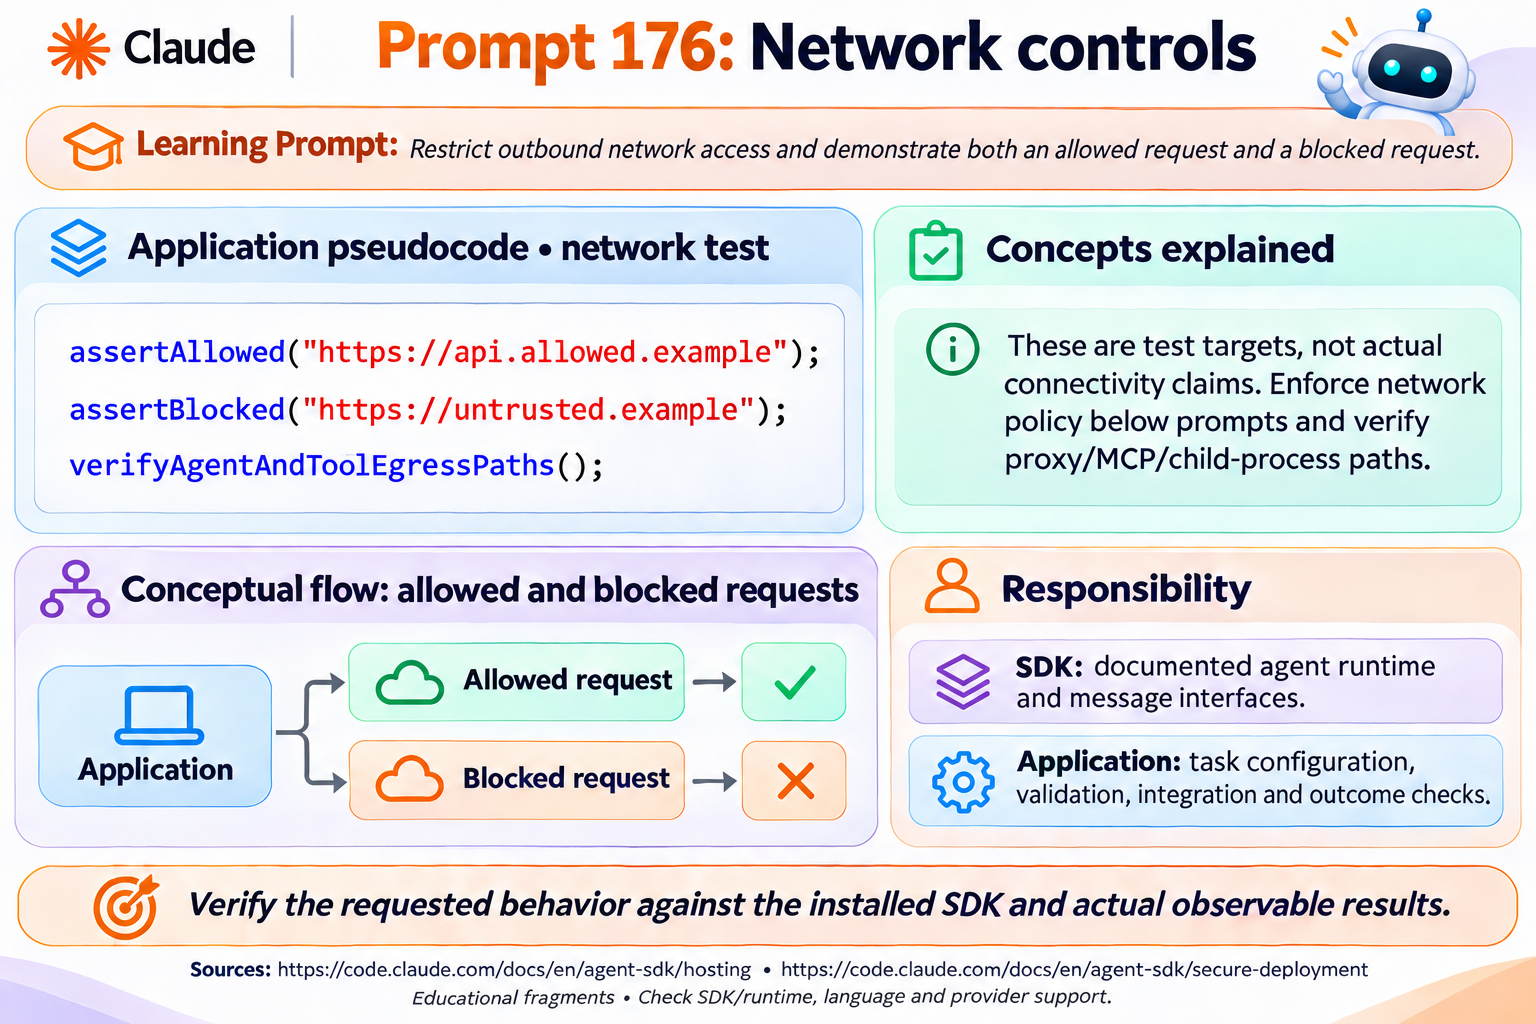 Claude
Prompt 176: Network controls
Learning Prompt: Restrict outbound network access and demonstrate both an allowed request and a blocked request.
Application pseudocode • network test
assertAllowed("https://api.allowed.example");
assertBlocked("https://untrusted.example");
verifyAgentAndToolEgressPaths();
Concepts explained
These are test targets, not actual
connectivity claims. Enforce network
policy below prompts and verify
proxy/MCP/child-process paths.
Conceptual flow: allowed and blocked requests
Application
Allowed request
Blocked request
Responsibility
SDK: documented agent runtime
and message interfaces.
Application: task configuration,
validation, integration and outcome checks.
Verify the requested behavior against the installed SDK and actual observable results.
Sources: https://code.claude.com/docs/en/agent-sdk/hosting • https://code.claude.com/docs/en/agent-sdk/secure-deployment
Educational fragments • Check SDK/runtime, language and provider support.